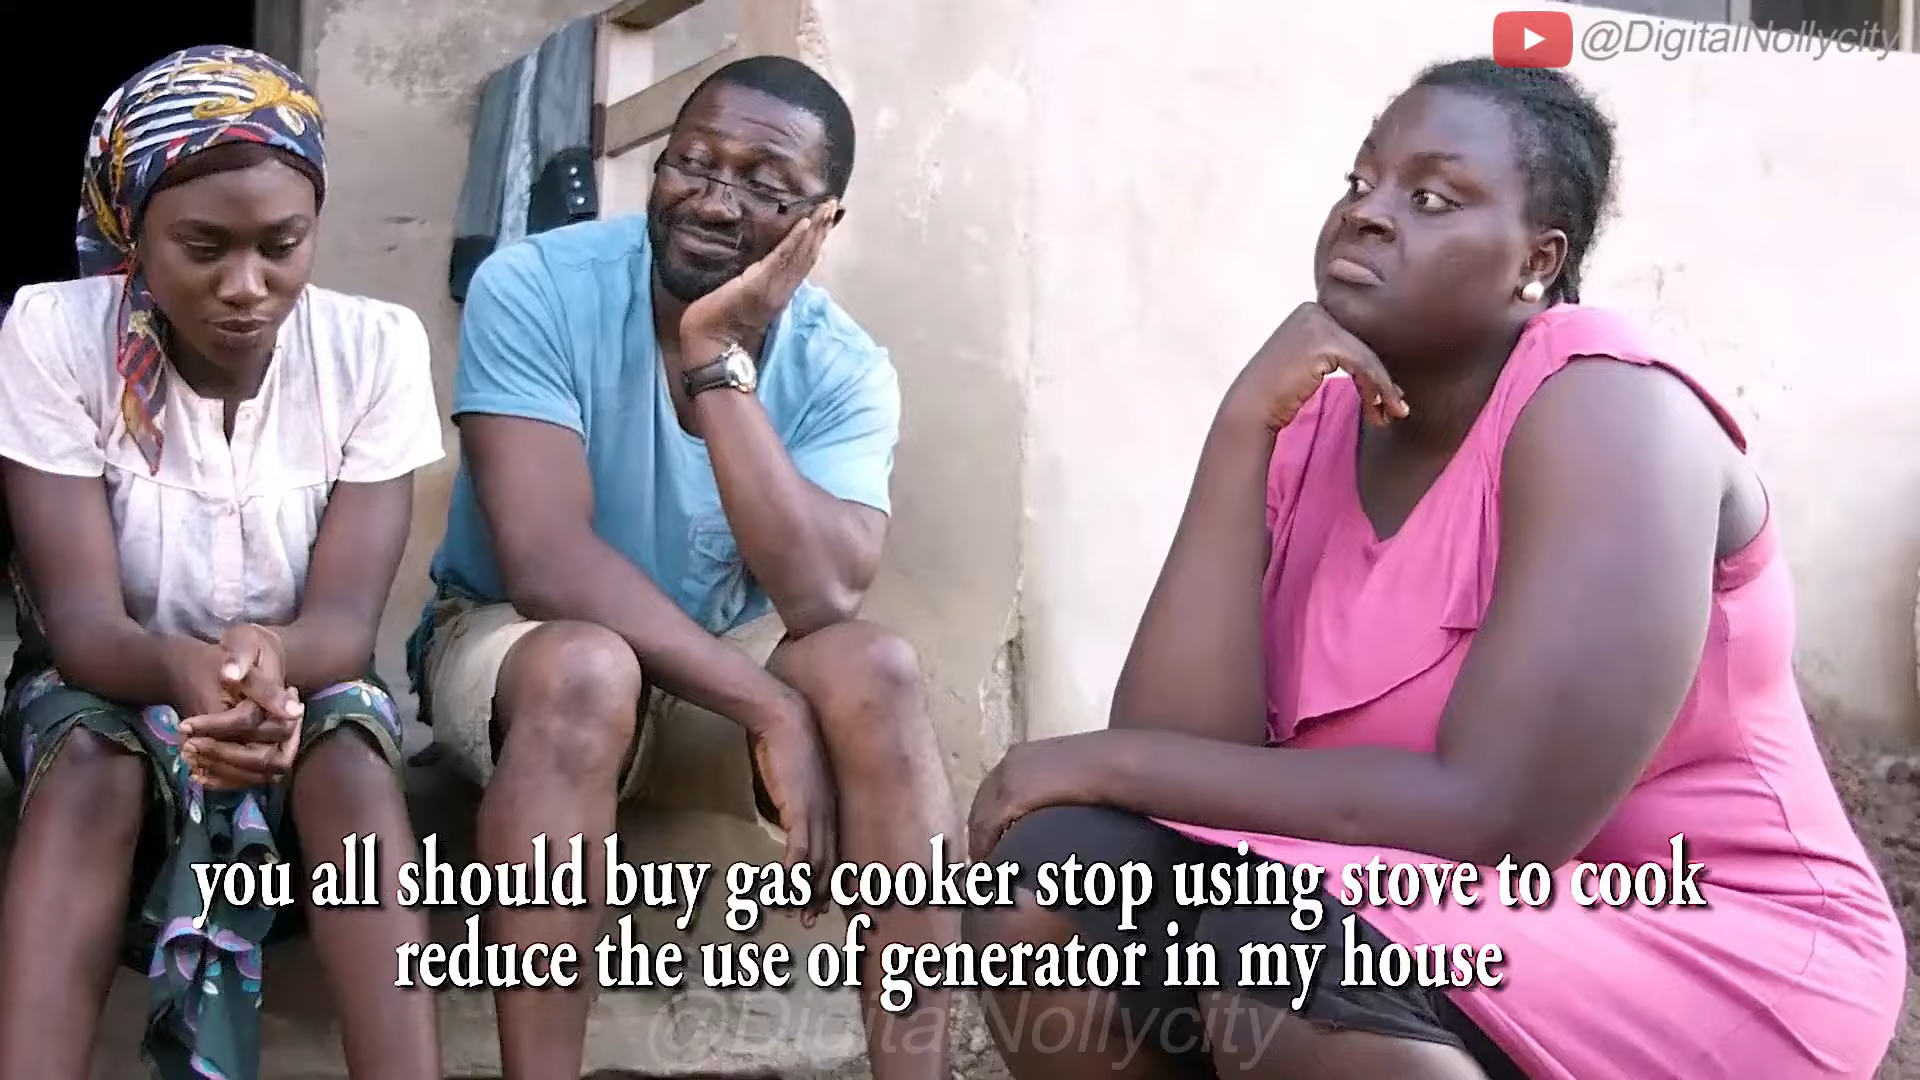 @DigitalNollycity
you all should buy gas cooker stop using stove to cook
reduce the use of generator in my house
@DigitalNollycity